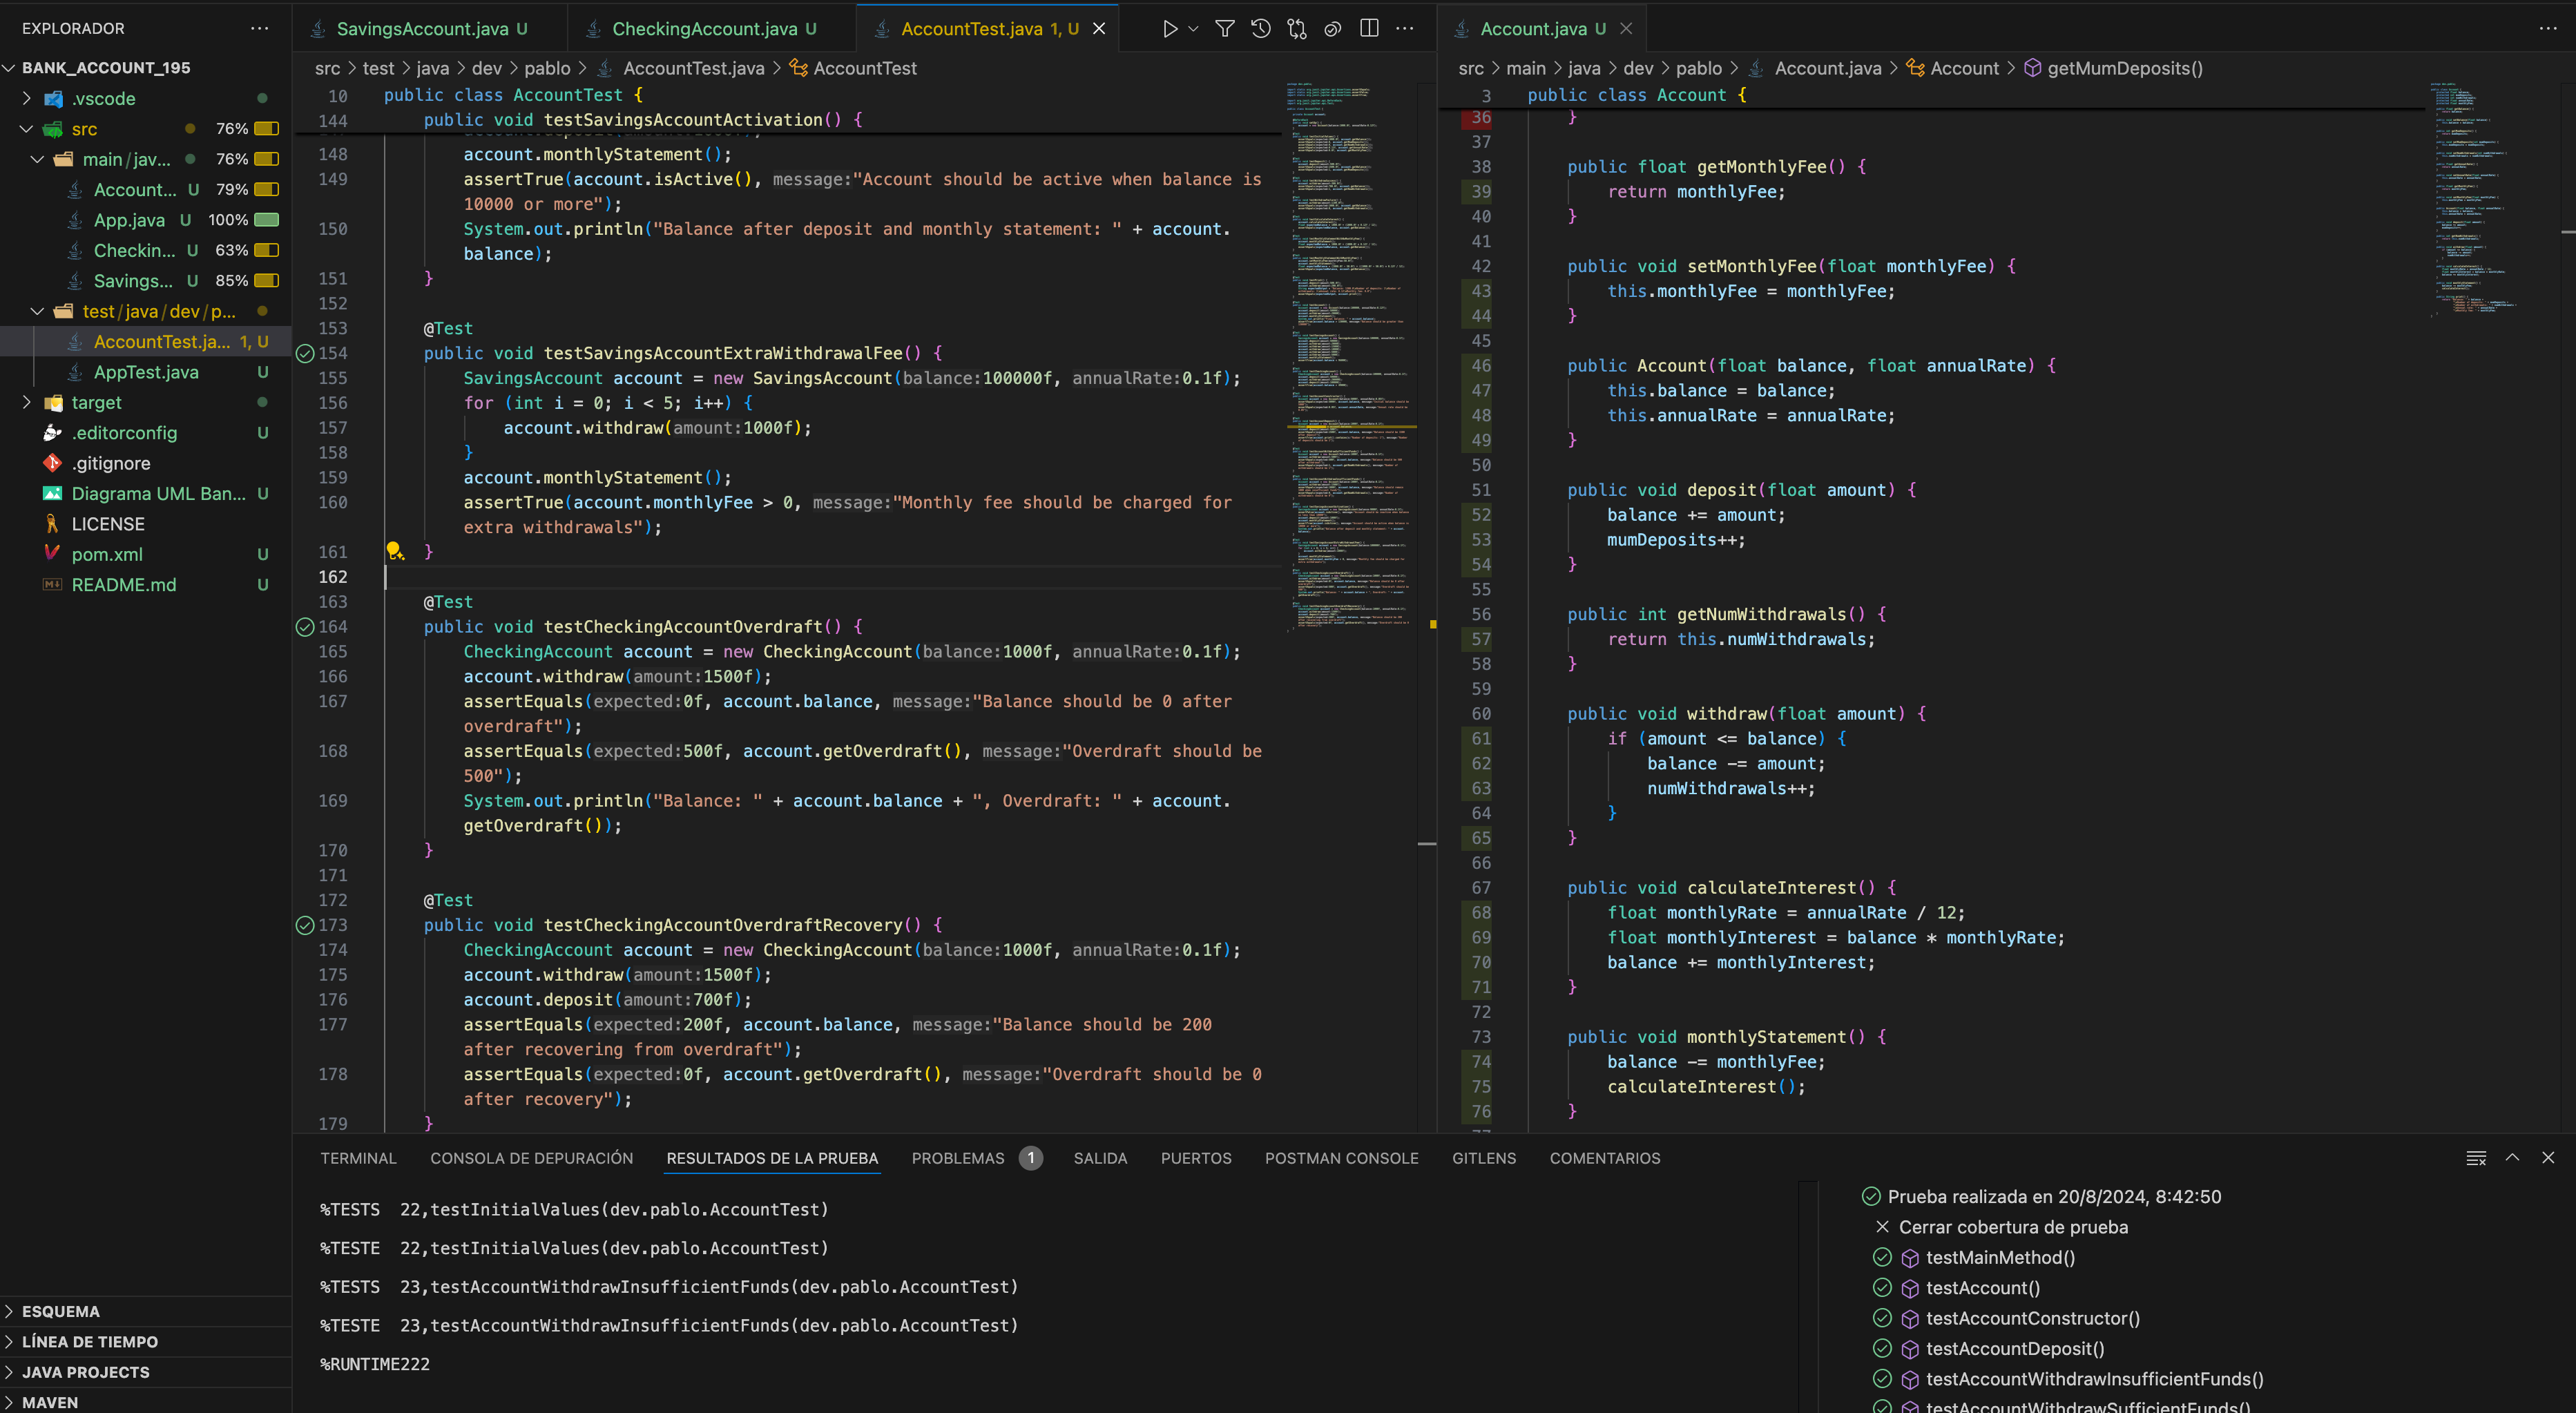 EXPLORADOR
BANK_ACCOUNT_195
.vscode
src 76%
main/jav... 76%
Account... U 79%
App.java U 100%
Checkin... U 63%
Savings... U 85%
test/java/dev/p...
AccountTest.ja... 1, U
AppTest.java U
target
.editorconfig U
.gitignore
Diagrama UML Ban... U
LICENSE
pom.xml U
README.md U
ESQUEMA
LÍNEA DE TIEMPO
JAVA PROJECTS
MAVEN
SavingsAccount.java U
CheckingAccount.java U
AccountTest.java 1, U
src > test > java > dev > pablo > AccountTest.java > AccountTest
10 public class AccountTest {
144 public void testSavingsAccountActivation() {
148 account.monthlyStatement();
149 assertTrue(account.isActive(), message:"Account should be active when balance is
10000 or more");
150 System.out.println("Balance after deposit and monthly statement: " + account.
balance);
151 }
152
153 @Test
154 public void testSavingsAccountExtraWithdrawalFee() {
155 SavingsAccount account = new SavingsAccount(balance:100000f, annualRate:0.1f);
156 for (int i = 0; i < 5; i++) {
157 account.withdraw(amount:1000f);
158 }
159 account.monthlyStatement();
160 assertTrue(account.monthlyFee > 0, message:"Monthly fee should be charged for
extra withdrawals");
161 }
162
163 @Test
164 public void testCheckingAccountOverdraft() {
165 CheckingAccount account = new CheckingAccount(balance:1000f, annualRate:0.1f);
166 account.withdraw(amount:1500f);
167 assertEquals(expected:0f, account.balance, message:"Balance should be 0 after
overdraft");
168 assertEquals(expected:500f, account.getOverdraft(), message:"Overdraft should be
500");
169 System.out.println("Balance: " + account.balance + ", Overdraft: " + account.
getOverdraft());
170 }
171
172 @Test
173 public void testCheckingAccountOverdraftRecovery() {
174 CheckingAccount account = new CheckingAccount(balance:1000f, annualRate:0.1f);
175 account.withdraw(amount:1500f);
176 account.deposit(amount:700f);
177 assertEquals(expected:200f, account.balance, message:"Balance should be 200
after recovering from overdraft");
178 assertEquals(expected:0f, account.getOverdraft(), message:"Overdraft should be 0
after recovery");
179 }
Account.java U
src > main > java > dev > pablo > Account.java > Account > getMumDeposits()
3 public class Account {
36 }
37
38 public float getMonthlyFee() {
39 return monthlyFee;
40 }
41
42 public void setMonthlyFee(float monthlyFee) {
43 this.monthlyFee = monthlyFee;
44 }
45
46 public Account(float balance, float annualRate) {
47 this.balance = balance;
48 this.annualRate = annualRate;
49 }
50
51 public void deposit(float amount) {
52 balance += amount;
53 mumDeposits++;
54 }
55
56 public int getNumWithdrawals() {
57 return this.numWithdrawals;
58 }
59
60 public void withdraw(float amount) {
61 if (amount <= balance) {
62 balance -= amount;
63 numWithdrawals++;
64 }
65 }
66
67 public void calculateInterest() {
68 float monthlyRate = annualRate / 12;
69 float monthlyInterest = balance * monthlyRate;
70 balance += monthlyInterest;
71 }
72
73 public void monthlyStatement() {
74 balance -= monthlyFee;
75 calculateInterest();
76 }
TERMINAL CONSOLA DE DEPURACIÓN RESULTADOS DE LA PRUEBA PROBLEMAS 1 SALIDA PUERTOS POSTMAN CONSOLE GITLENS COMENTARIOS
%TESTS 22,testInitialValues(dev.pablo.AccountTest)
%TESTE 22,testInitialValues(dev.pablo.AccountTest)
%TESTS 23,testAccountWithdrawInsufficientFunds(dev.pablo.AccountTest)
%TESTE 23,testAccountWithdrawInsufficientFunds(dev.pablo.AccountTest)
%RUNTIME222
Prueba realizada en 20/8/2024, 8:42:50
Cerrar cobertura de prueba
testMainMethod()
testAccount()
testAccountConstructor()
testAccountDeposit()
testAccountWithdrawInsufficientFunds()
testAccountWithdrawSufficientFunds()